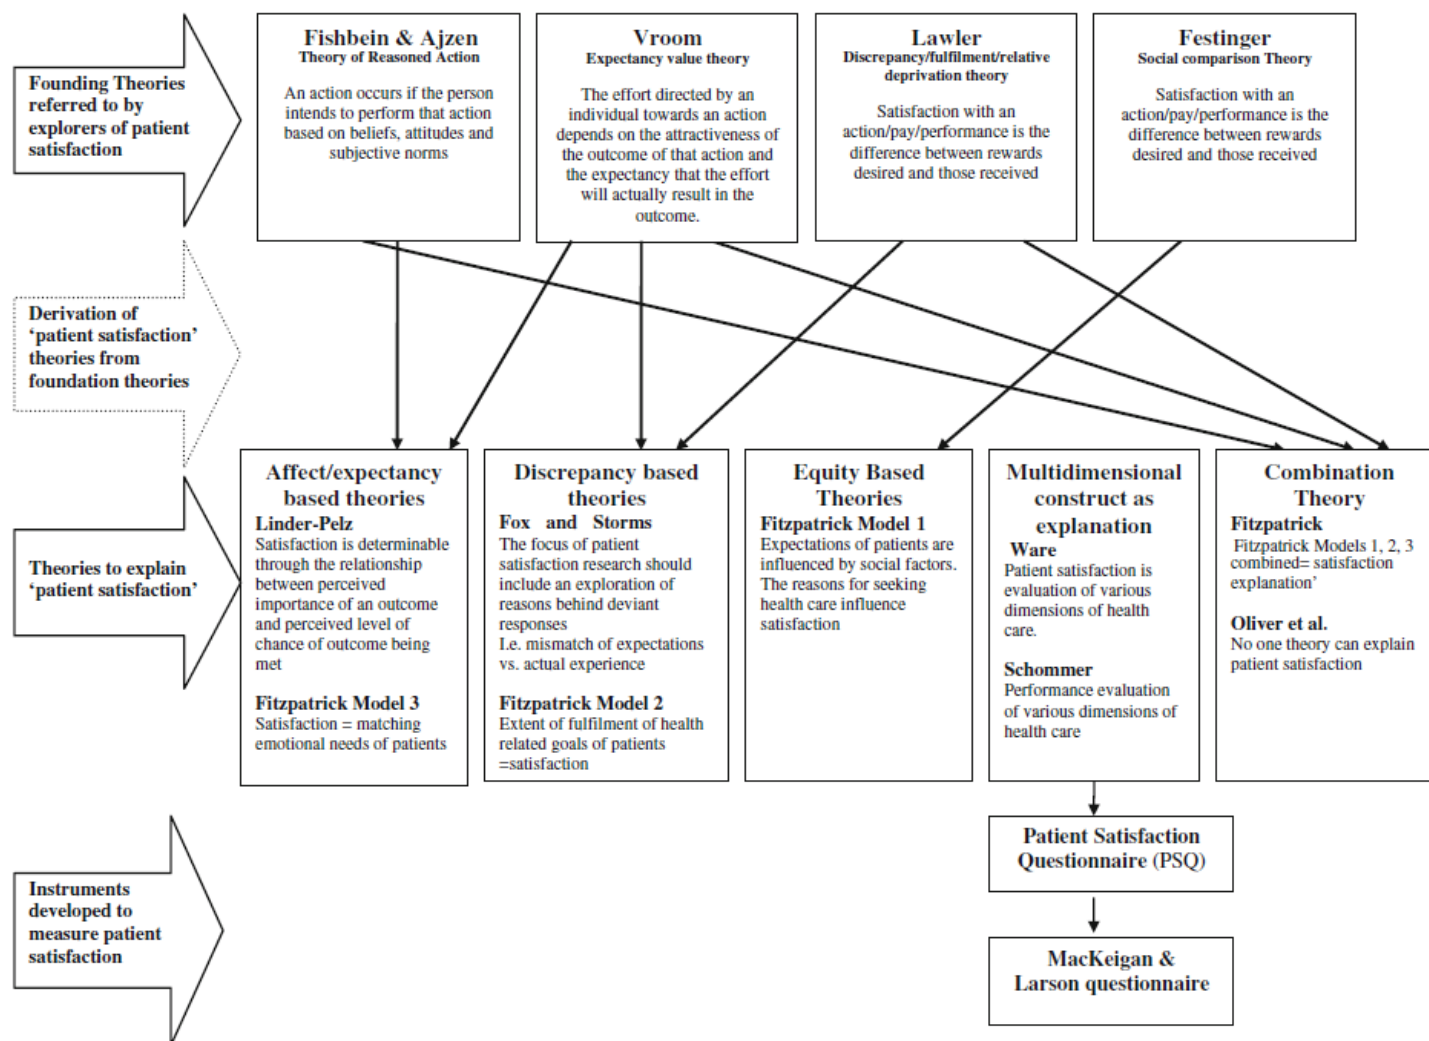 Founding Theories
referred to by
explorers of patient
satisfaction
Fishbein & Ajzen
Theory of Reasoned Action
An action occurs if the person
intends to perform that action
based on beliefs, attitudes and
subjective norms
Vroom
Expectancy value theory
The effort directed by an
individual towards an action
depends on the attractiveness of
the outcome of that action and
the expectancy that the effort
will actually result in the
outcome.
Lawler
Discrepancy/fulfilment/relative
deprivation theory
Satisfaction with an
action/pay/performance is the
difference between rewards
desired and those received
Festinger
Social comparison Theory
Satisfaction with an
action/pay/performance is the
difference between rewards
desired and those received
Derivation of
‘patient satisfaction’
theories from
foundation theories
Theories to explain
‘patient satisfaction’
Affect/expectancy
based theories
Linder-Pelz
Satisfaction is determinable
through the relationship
between perceived
importance of an outcome
and perceived level of
chance of outcome being
met
Fitzpatrick Model 3
Satisfaction = matching
emotional needs of patients
Discrepancy based
theories
Fox and Storms
The focus of patient
satisfaction research should
include an exploration of
reasons behind deviant
responses
I.e. mismatch of expectations
vs. actual experience
Fitzpatrick Model 2
Extent of fulfilment of health
related goals of patients
=satisfaction
Equity Based
Theories
Fitzpatrick Model 1
Expectations of patients are
influenced by social factors.
The reasons for seeking
health care influence
satisfaction
Multidimensional
construct as
explanation
Ware
Patient satisfaction is
evaluation of various
dimensions of health
care.
Schommer
Performance evaluation
of various dimensions of
health care
Combination
Theory
Fitzpatrick
Fitzpatrick Models 1, 2, 3
combined= satisfaction
explanation’
Oliver et al.
No one theory can explain
patient satisfaction
Instruments
developed to
measure patient
satisfaction
Patient Satisfaction
Questionnaire (PSQ)
MacKeigan &
Larson questionnaire